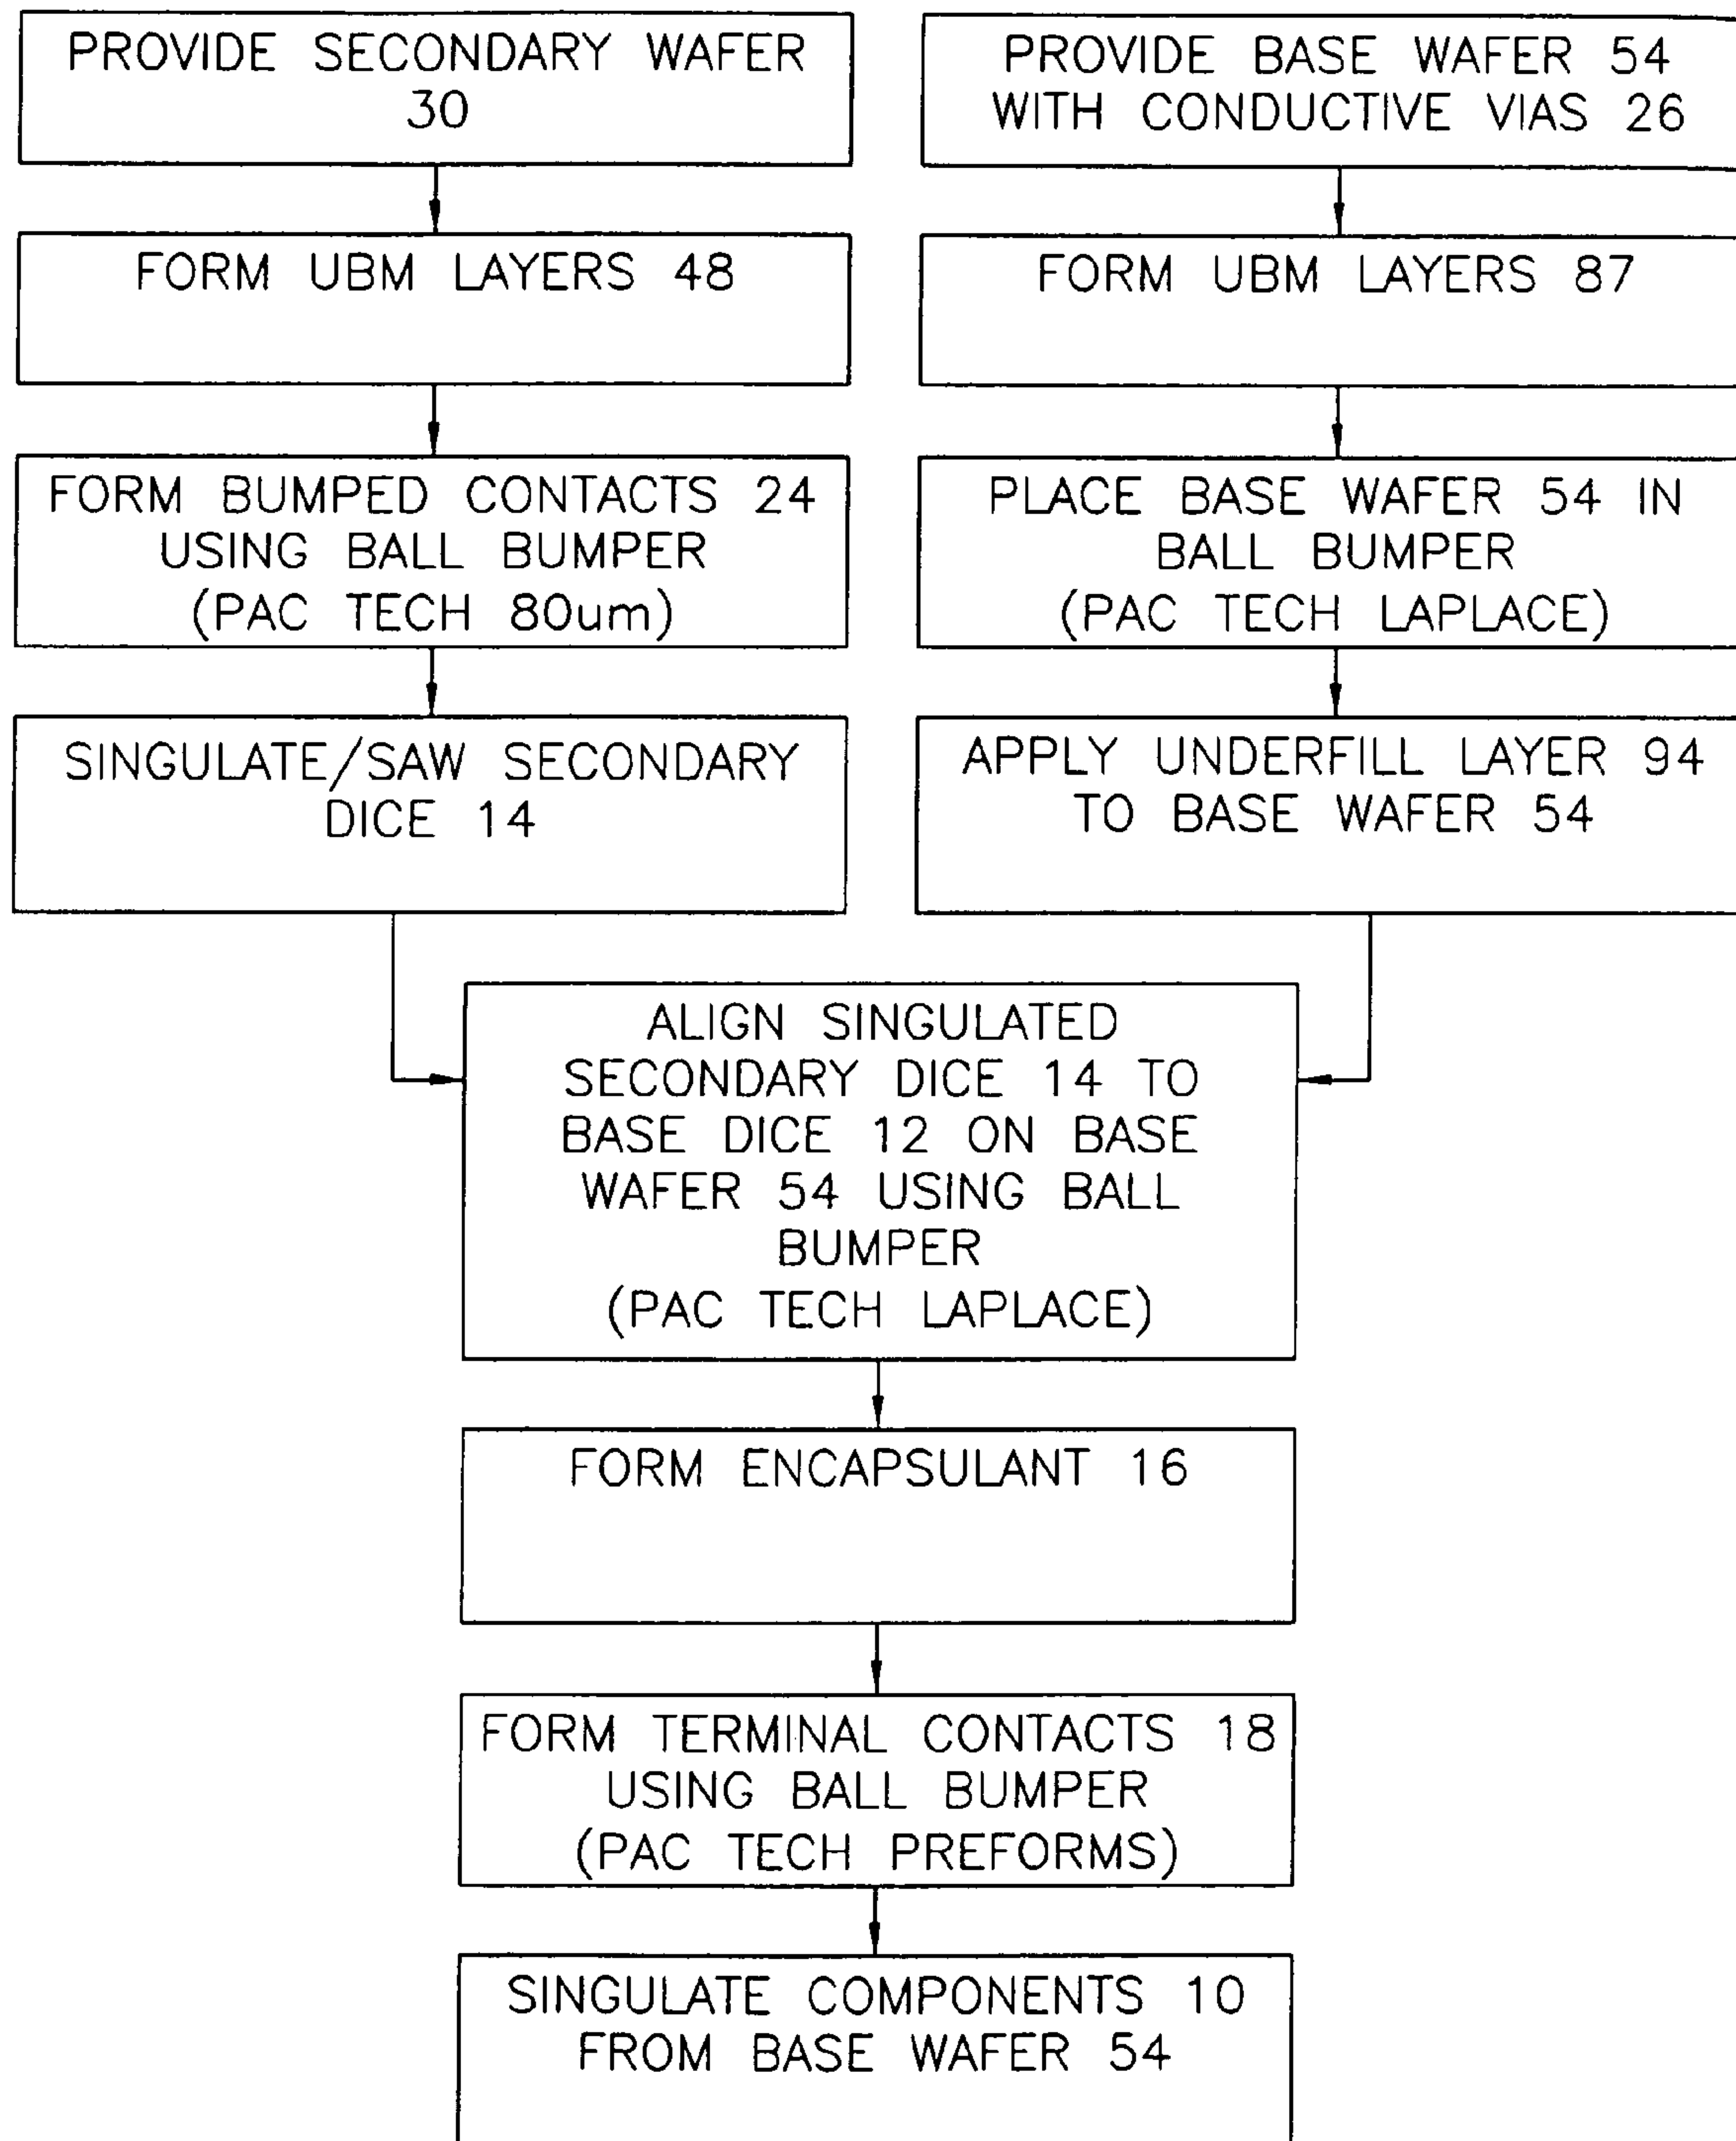 PROVIDE SECONDARY WAFER
30
FORM UBM LAYERS 48
FORM BUMPED CONTACTS 24
USING BALL BUMPER
(PAC TECH 80um)
SINGULATE/SAW SECONDARY
DICE 14
PROVIDE BASE WAFER 54
WITH CONDUCTIVE VIAS 26
FORM UBM LAYERS 87
PLACE BASE WAFER 54 IN
BALL BUMPER
(PAC TECH LAPLACE)
APPLY UNDERFILL LAYER 94
TO BASE WAFER 54
ALIGN SINGULATED
SECONDARY DICE 14 TO
BASE DICE 12 ON BASE
WAFER 54 USING BALL
BUMPER
(PAC TECH LAPLACE)
FORM ENCAPSULANT 16
FORM TERMINAL CONTACTS 18
USING BALL BUMPER
(PAC TECH PREFORMS)
SINGULATE COMPONENTS 10
FROM BASE WAFER 54